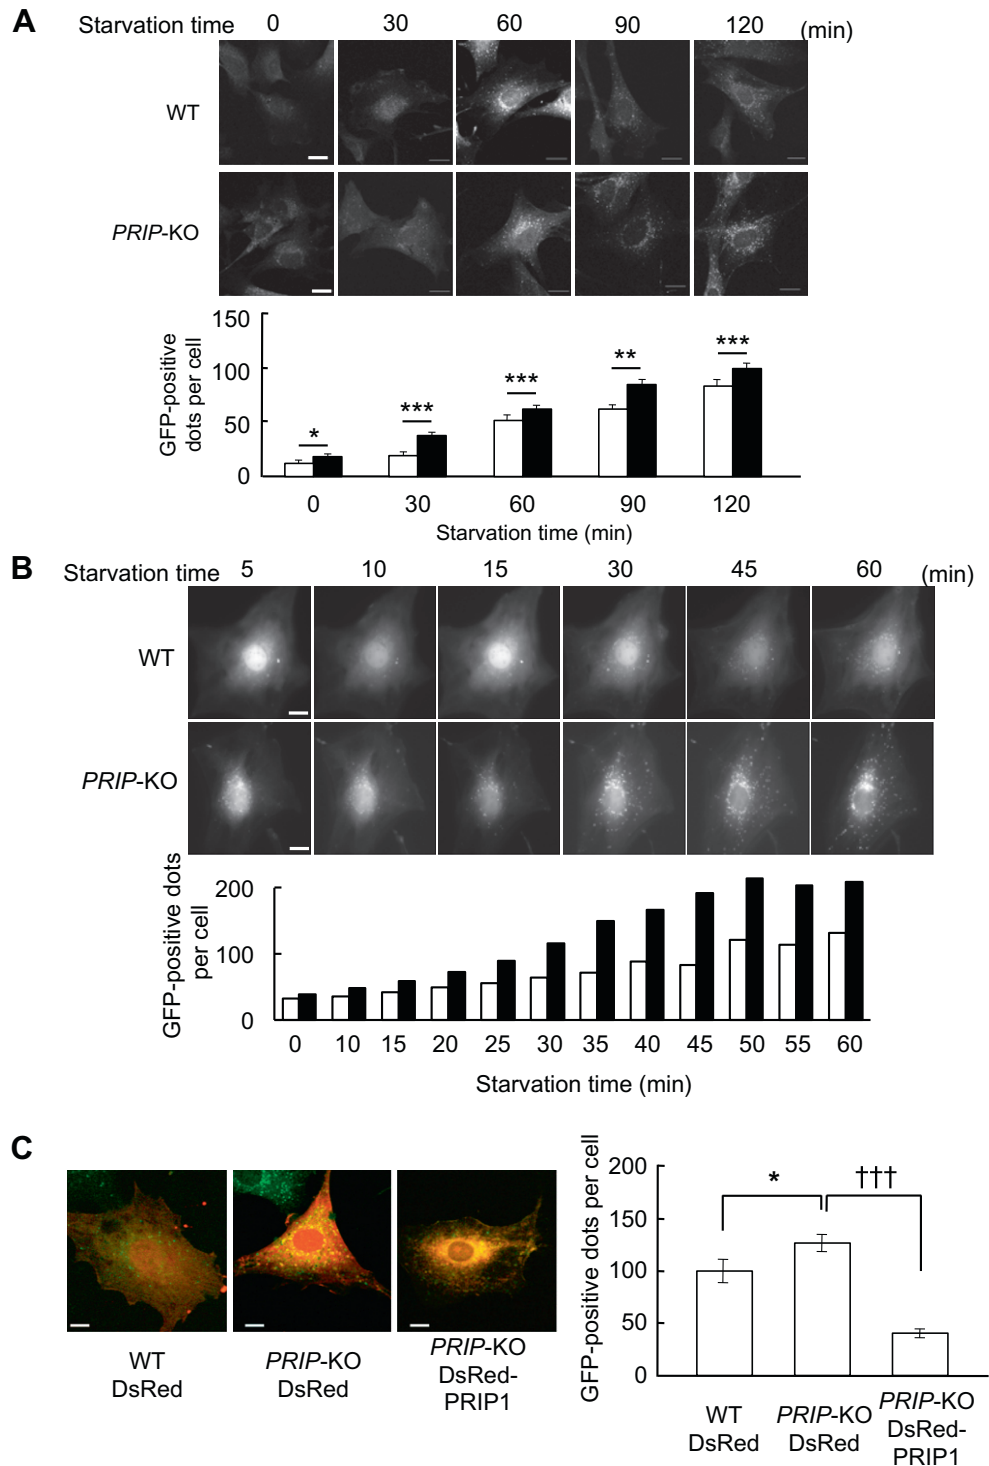 A
Starvation time 0 30 60 90 120 (min)
WT
PRIP-KO
GFP-positive
dots per cell
150
100
50
0
*
***
***
**
***
0 30 60 90 120
Starvation time (min)
B
Starvation time 5 10 15 30 45 60 (min)
WT
PRIP-KO
GFP-positive dots
per cell
200
100
0
0 10 15 20 25 30 35 40 45 50 55 60
Starvation time (min)
C
WT
DsRed
PRIP-KO
DsRed
PRIP-KO
DsRed-
PRIP1
GFP-positive dots per cell
200
150
100
50
0
*
†††
WT
DsRed
PRIP-KO
DsRed
PRIP-KO
DsRed-
PRIP1